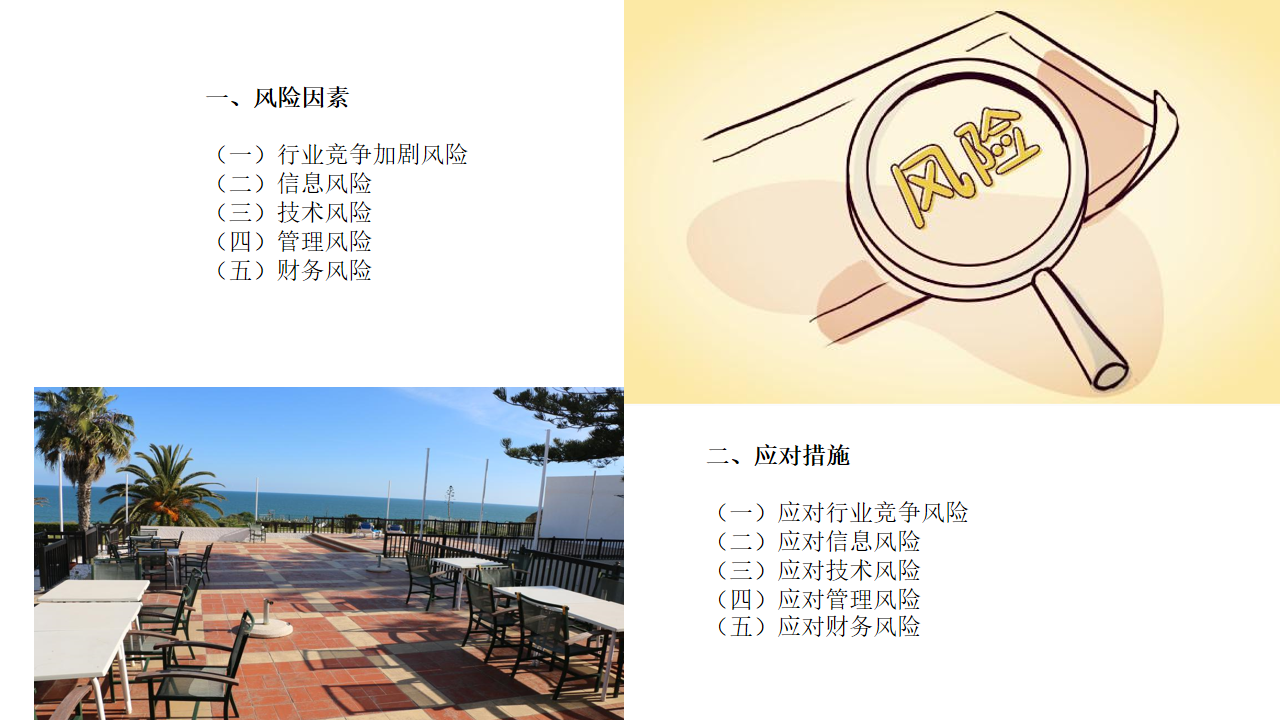 一、风险因素
（一）行业竞争加剧风险
（二）信息风险
（三）技术风险
（四）管理风险
（五）财务风险
风险
二、应对措施
（一）应对行业竞争风险
（二）应对信息风险
（三）应对技术风险
（四）应对管理风险
（五）应对财务风险